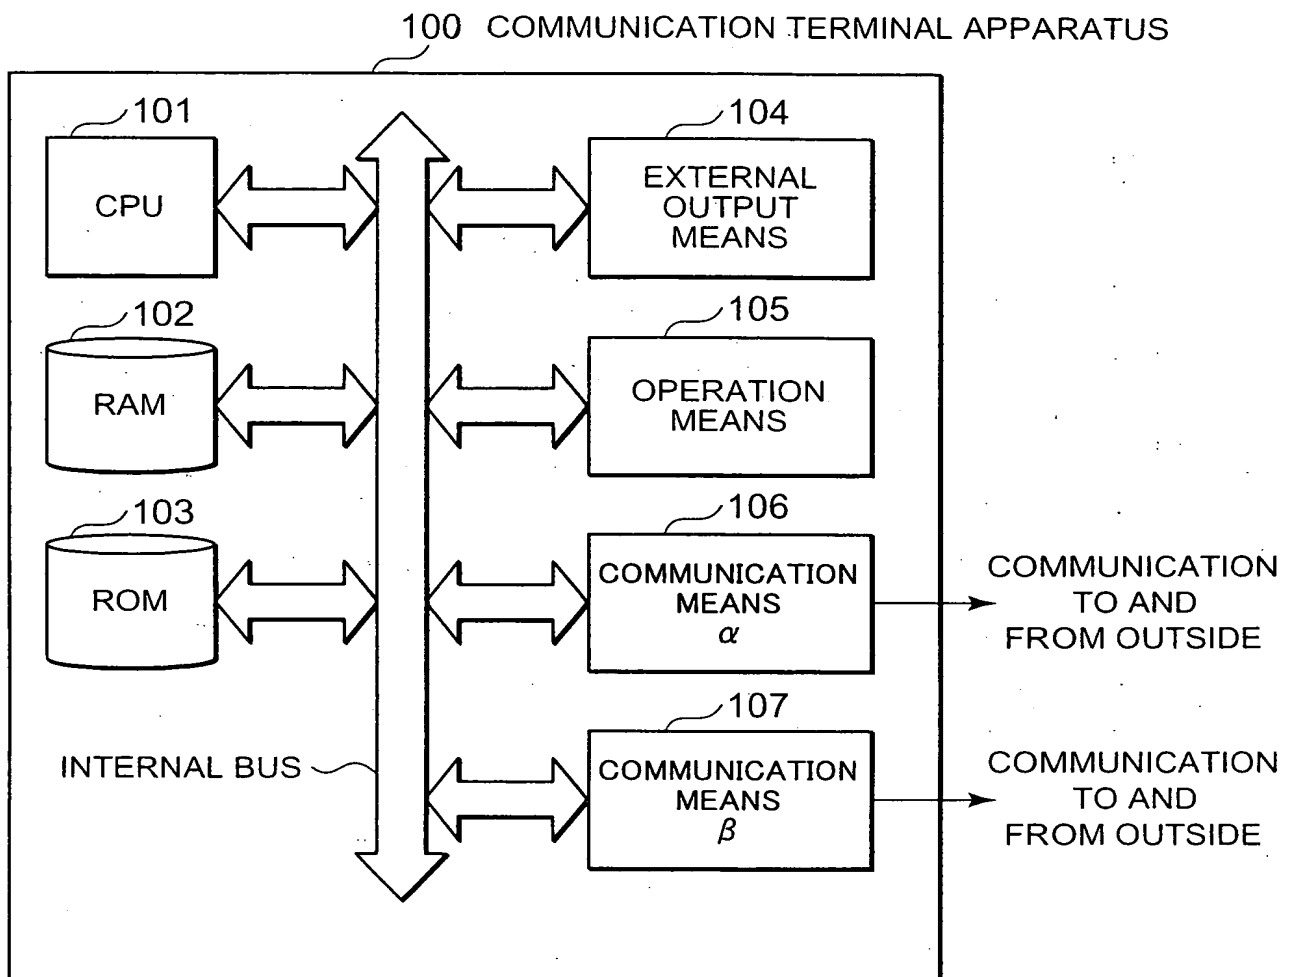 100 COMMUNICATION TERMINAL APPARATUS
101
CPU
104
EXTERNAL
OUTPUT
MEANS
102
RAM
105
OPERATION
MEANS
103
ROM
106
COMMUNICATION
MEANS
α
COMMUNICATION
TO AND
FROM OUTSIDE
INTERNAL BUS
107
COMMUNICATION
MEANS
β
COMMUNICATION
TO AND
FROM OUTSIDE